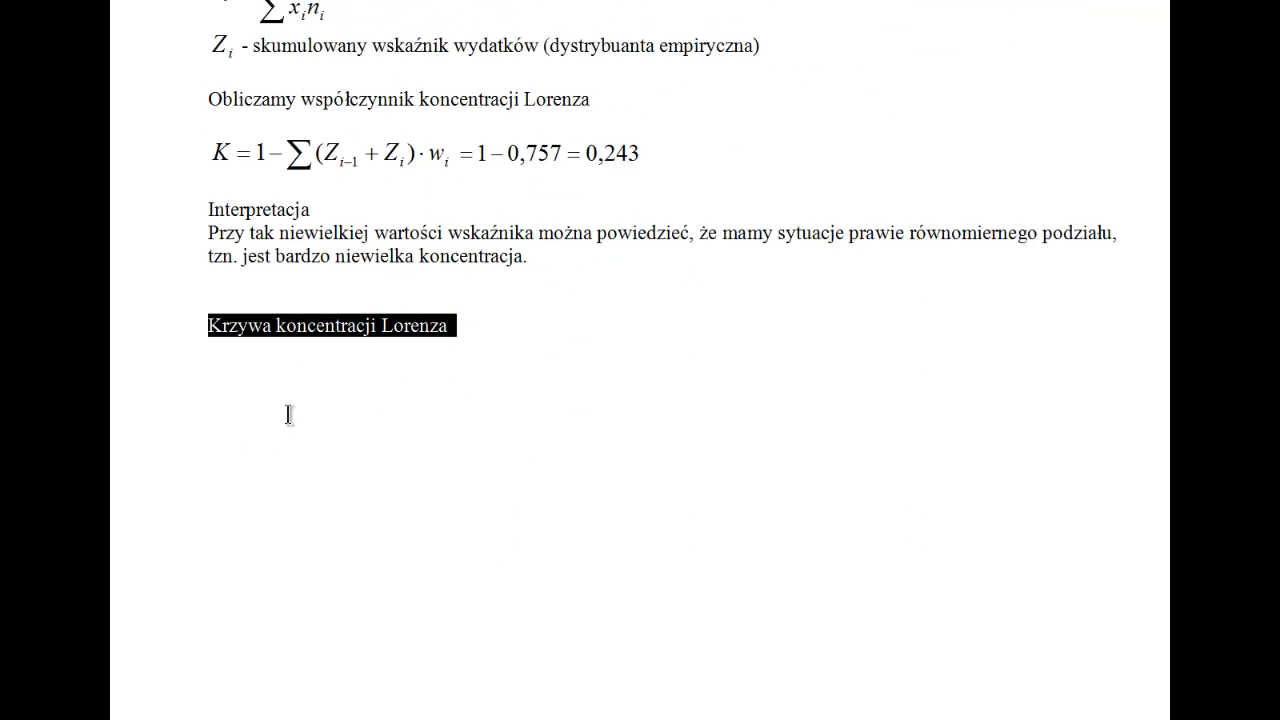 ∑ xᵢnᵢ
Zᵢ - skumulowany wskaźnik wydatków (dystrybuanta empiryczna)
Obliczamy współczynnik koncentracji Lorenza
K = 1 − ∑(Zᵢ₋₁ + Zᵢ) · wᵢ = 1 − 0,757 = 0,243
Interpretacja
Przy tak niewielkiej wartości wskaźnika można powiedzieć, że mamy sytuacje prawie równomiernego podziału,
tzn. jest bardzo niewielka koncentracja.
Krzywa koncentracji Lorenza